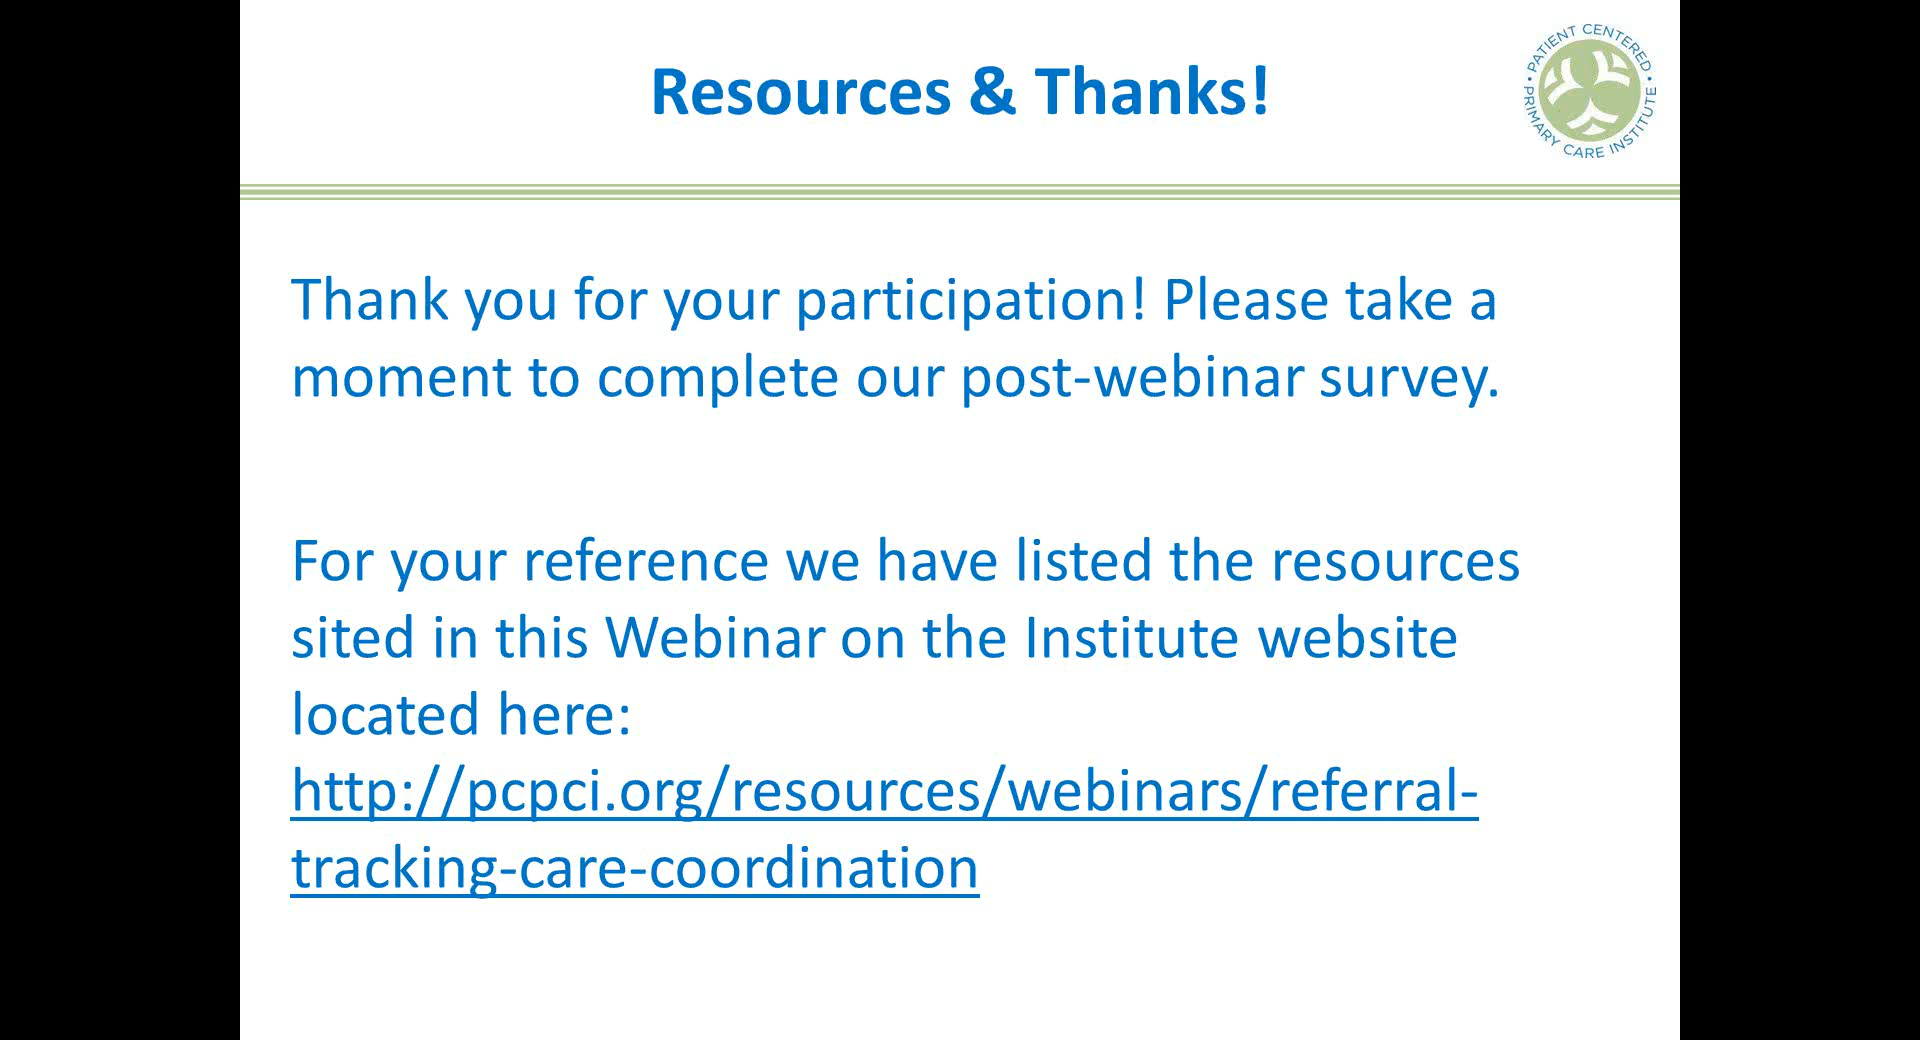 Resources & Thanks!
• PATIENT CENTERED •
PRIMARY CARE INSTITUTE
Thank you for your participation! Please take a
moment to complete our post-webinar survey.
For your reference we have listed the resources
sited in this Webinar on the Institute website
located here:
http://pcpci.org/resources/webinars/referral-
tracking-care-coordination